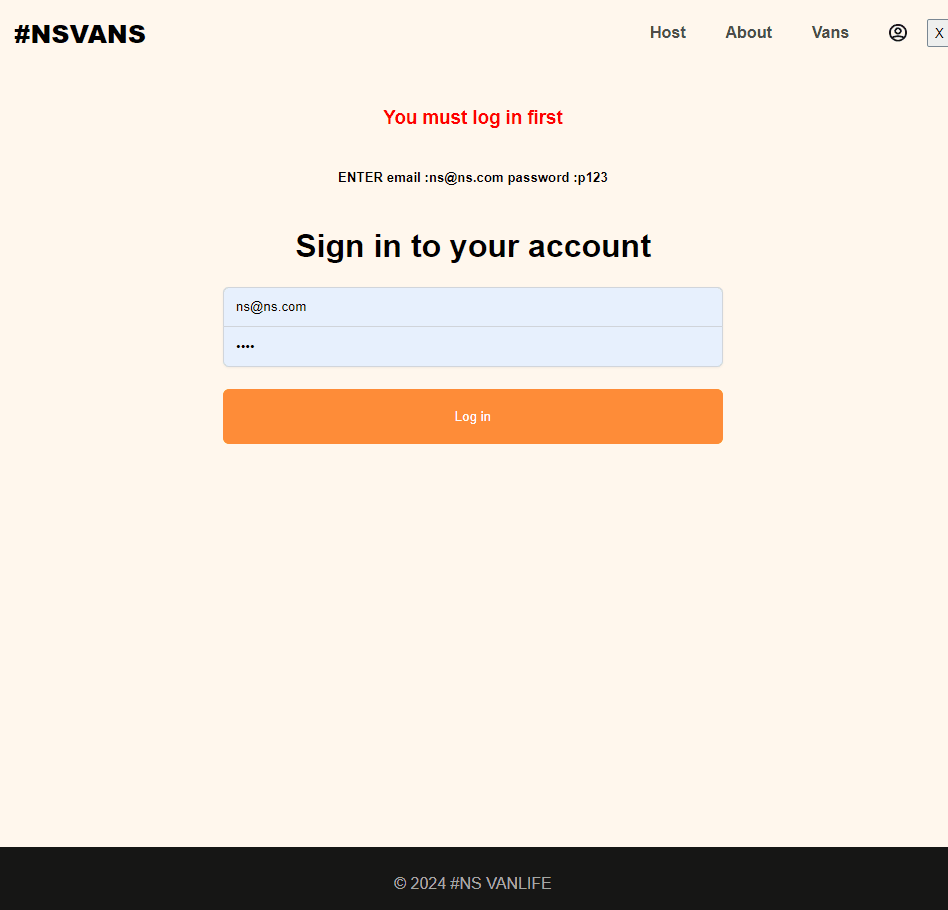 #NSVANS
Host About Vans X
You must log in first
ENTER email :ns@ns.com password :p123
Sign in to your account
ns@ns.com
••••
Log in
© 2024 #NS VANLIFE